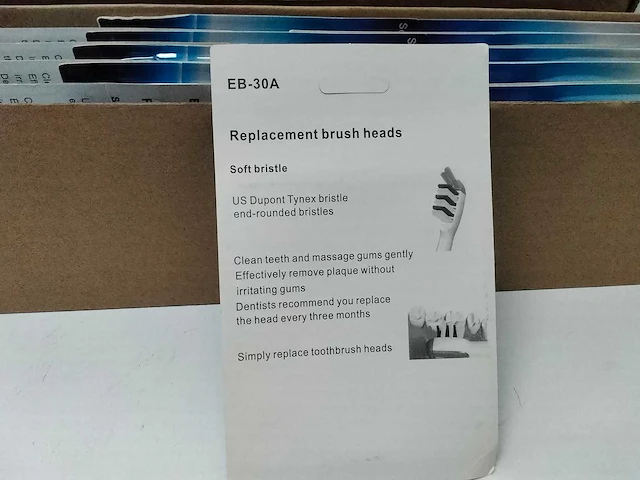 EB-30A
Replacement brush heads
Soft bristle
US Dupont Tynex bristle
end-rounded bristles
Clean teeth and massage gums gently
Effectively remove plaque without
irritating gums
Dentists recommend you replace
the head every three months
Simply replace toothbrush heads